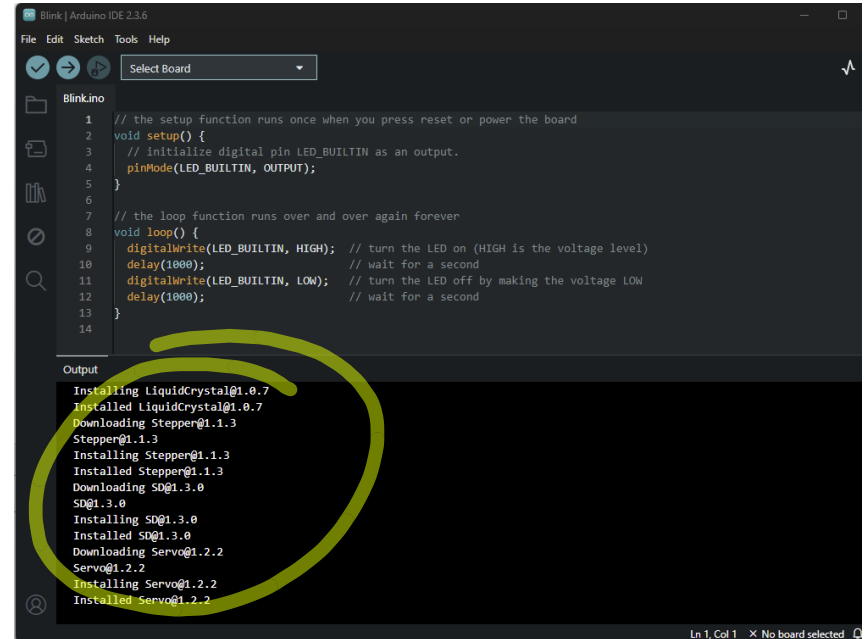 Blink | Arduino IDE 2.3.6
File Edit Sketch Tools Help
Select Board
Blink.ino
1 // the setup function runs once when you press reset or power the board
2 void setup() {
3 // initialize digital pin LED_BUILTIN as an output.
4 pinMode(LED_BUILTIN, OUTPUT);
5 }
6
7 // the loop function runs over and over again forever
8 void loop() {
9 digitalWrite(LED_BUILTIN, HIGH); // turn the LED on (HIGH is the voltage level)
10 delay(1000); // wait for a second
11 digitalWrite(LED_BUILTIN, LOW); // turn the LED off by making the voltage LOW
12 delay(1000); // wait for a second
13 }
14
Output
Installing LiquidCrystal@1.0.7
Installed LiquidCrystal@1.0.7
Downloading Stepper@1.1.3
Stepper@1.1.3
Installing Stepper@1.1.3
Installed Stepper@1.1.3
Downloading SD@1.3.0
SD@1.3.0
Installing SD@1.3.0
Installed SD@1.3.0
Downloading Servo@1.2.2
Servo@1.2.2
Installing Servo@1.2.2
Installed Servo@1.2.2
Ln 1, Col 1 × No board selected